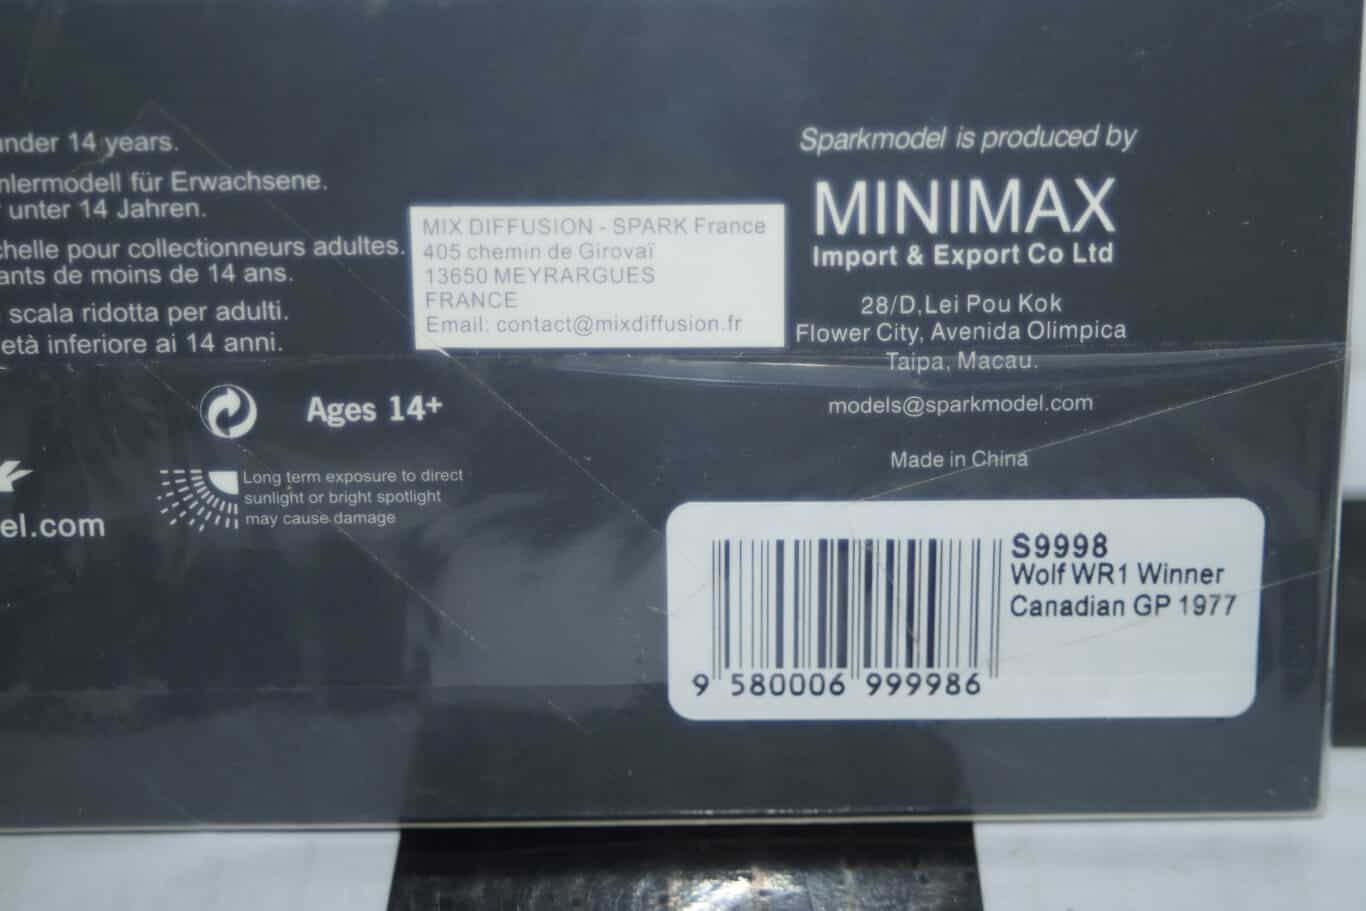 under 14 years.
für Erwachsene.
unter 14 Jahren.
pour collectionneurs adultes.
de moins de 14 ans.
scala ridotta per adulti.
età inferiore ai 14 anni.
MIX DIFFUSION - SPARK France
405 chemin de Girovaï
13650 MEYRARGUES
FRANCE
Email: contact@mixdiffusion.fr
Sparkmodel is produced by
MINIMAX
Import & Export Co Ltd
28/D,Lei Pou Kok
Flower City, Avenida Olimpica
Taipa, Macau.
models@sparkmodel.com
Made in China
Ages 14+
Long term exposure to direct
sunlight or bright spotlight
may cause damage
el.com
S9998
Wolf WR1 Winner
Canadian GP 1977
9 580006 999986